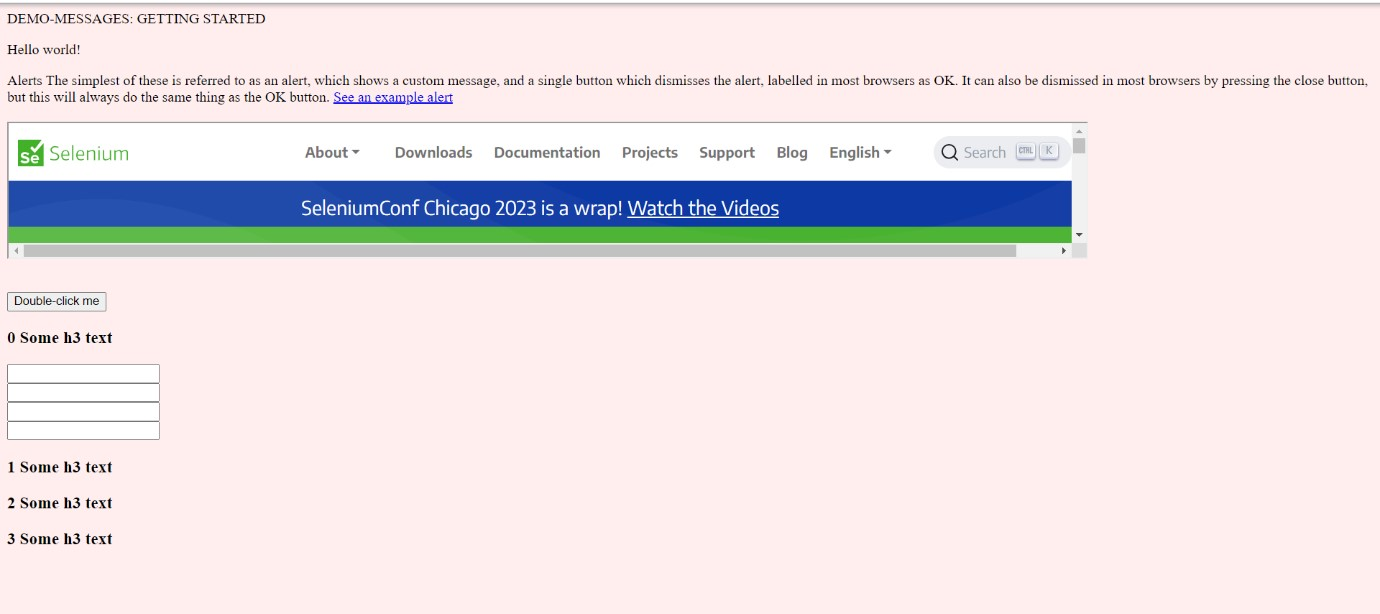 DEMO-MESSAGES: GETTING STARTED
Hello world!
Alerts The simplest of these is referred to as an alert, which shows a custom message, and a single button which dismisses the alert, labelled in most browsers as OK. It can also be dismissed in most browsers by pressing the close button,
but this will always do the same thing as the OK button. See an example alert
Se Selenium About Downloads Documentation Projects Support Blog English Search CTRL K
SeleniumConf Chicago 2023 is a wrap! Watch the Videos
Double-click me
0 Some h3 text
1 Some h3 text
2 Some h3 text
3 Some h3 text